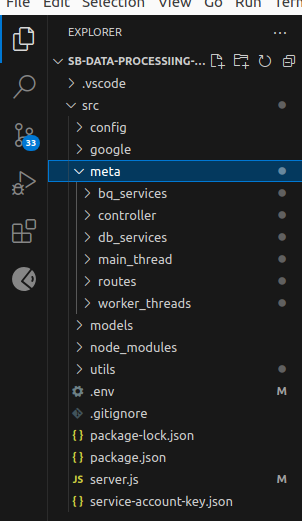 File Edit Selection View Go Run Term
EXPLORER ...
SB-DATA-PROCESSIING-...
.vscode
src
config
google
33
meta
bq_services
controller
db_services
main_thread
routes
worker_threads
models
node_modules
utils
.env M
.gitignore
{} package-lock.json
{} package.json
JS server.js M
{} service-account-key.json